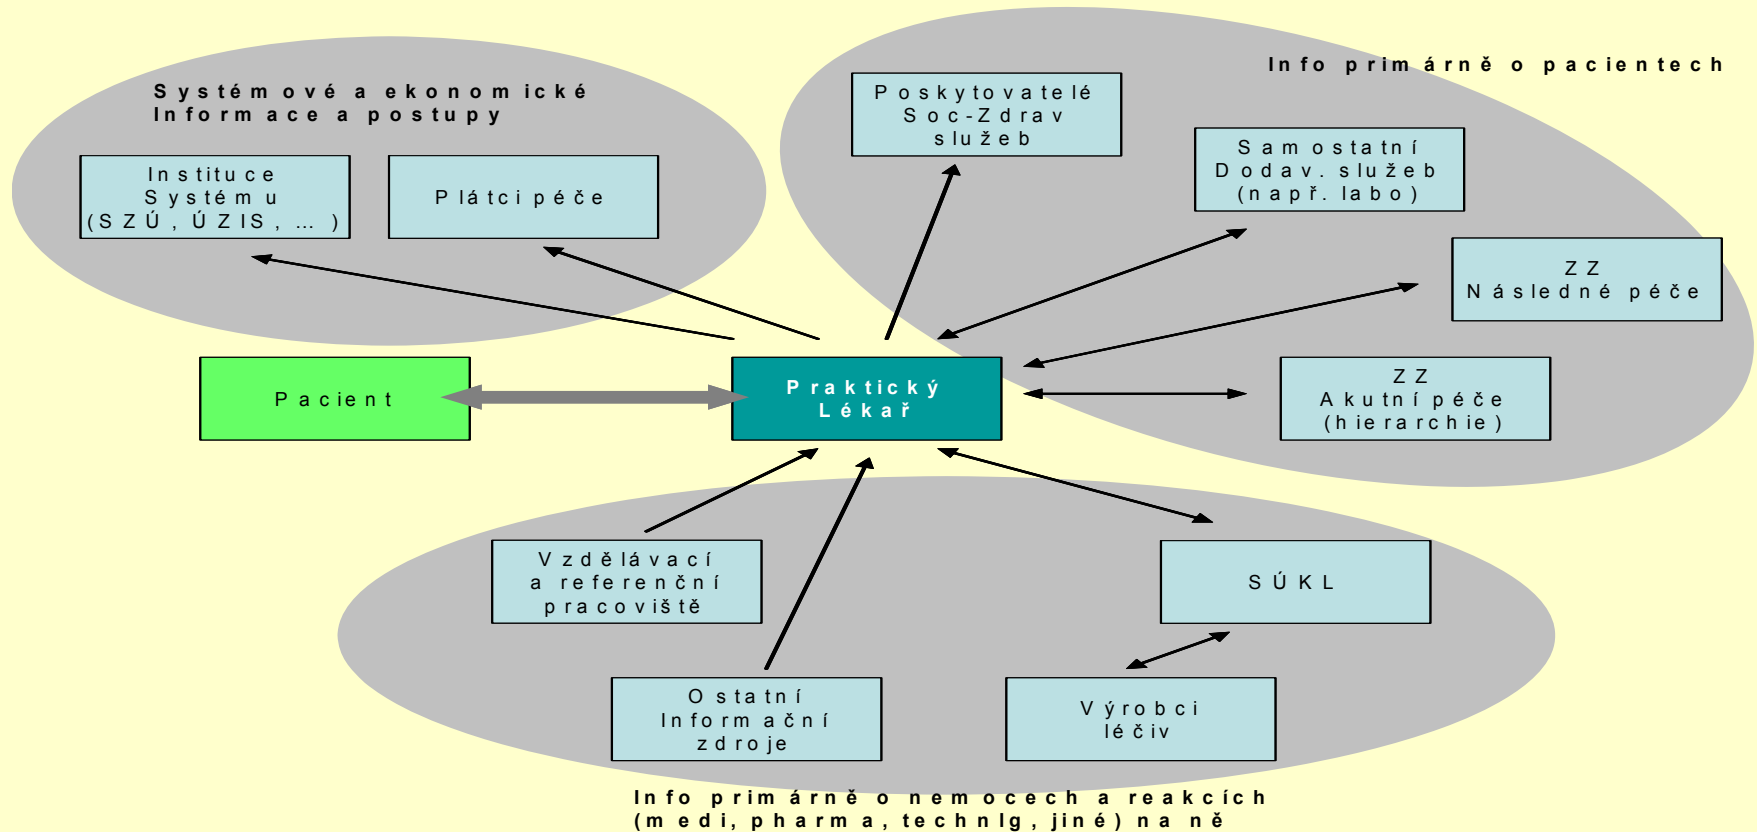 Systémové a ekonomické
Informace a postupy
Instituce
Systému
(SZÚ, ÚZIS, ... )
Plátci péče
Info primárně o pacientech
Poskytovatelé
Soc-Zdrav
služeb
Samostatní
Dodav. služeb
(např. labo)
ZZ
Následné péče
ZZ
Akutní péče
(hierarchie)
Pacient
Praktický
Lékař
Vzdělávací
a referenční
pracoviště
SÚKL
Ostatní
Informační
zdroje
Výrobci
léčiv
Info primárně o nemocech a reakcích
(medi, pharma, technlg, jiné) na ně